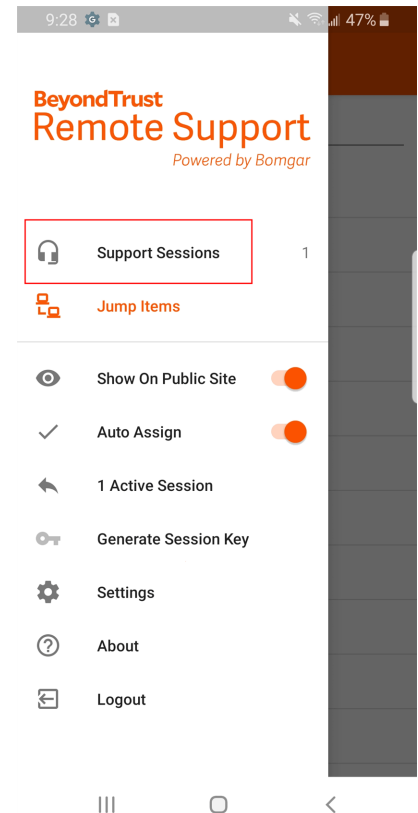 9:28 47%
BeyondTrust
Remote Support
Powered by Bomgar
Support Sessions 1
Jump Items
Show On Public Site
Auto Assign
1 Active Session
Generate Session Key
Settings
About
Logout